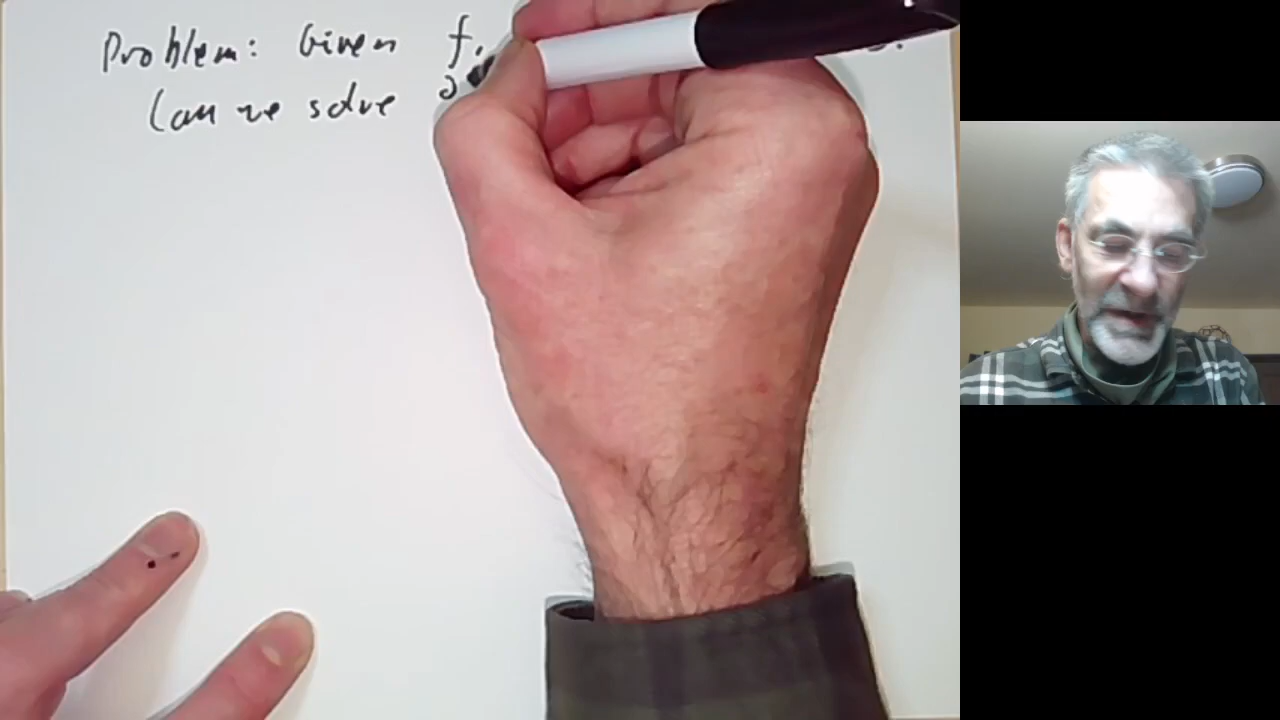 Problem: Given f.
Can we solve ∂